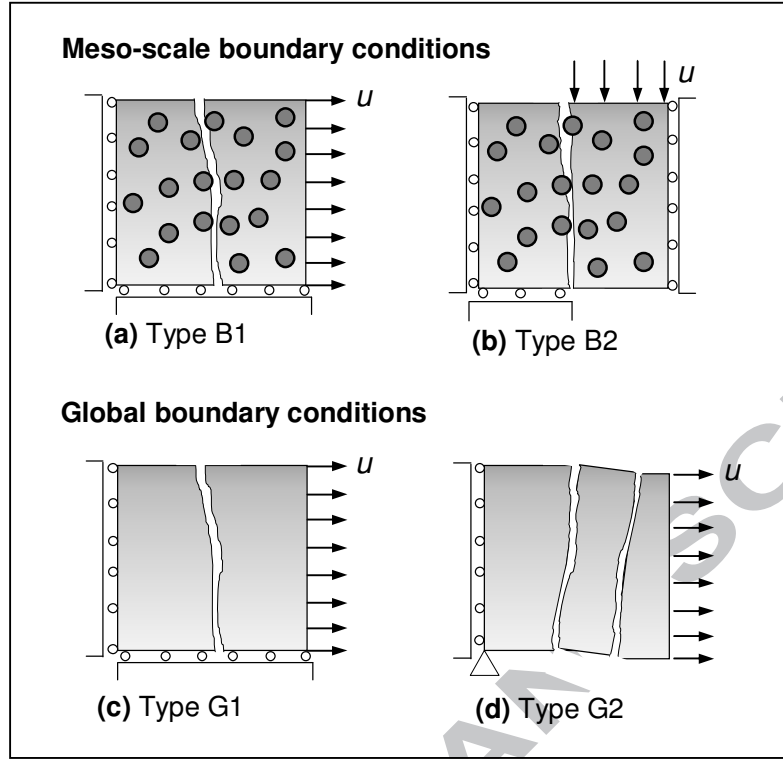 Meso-scale boundary conditions
u
u
(a) Type B1
(b) Type B2
Global boundary conditions
u
u
(c) Type G1
(d) Type G2